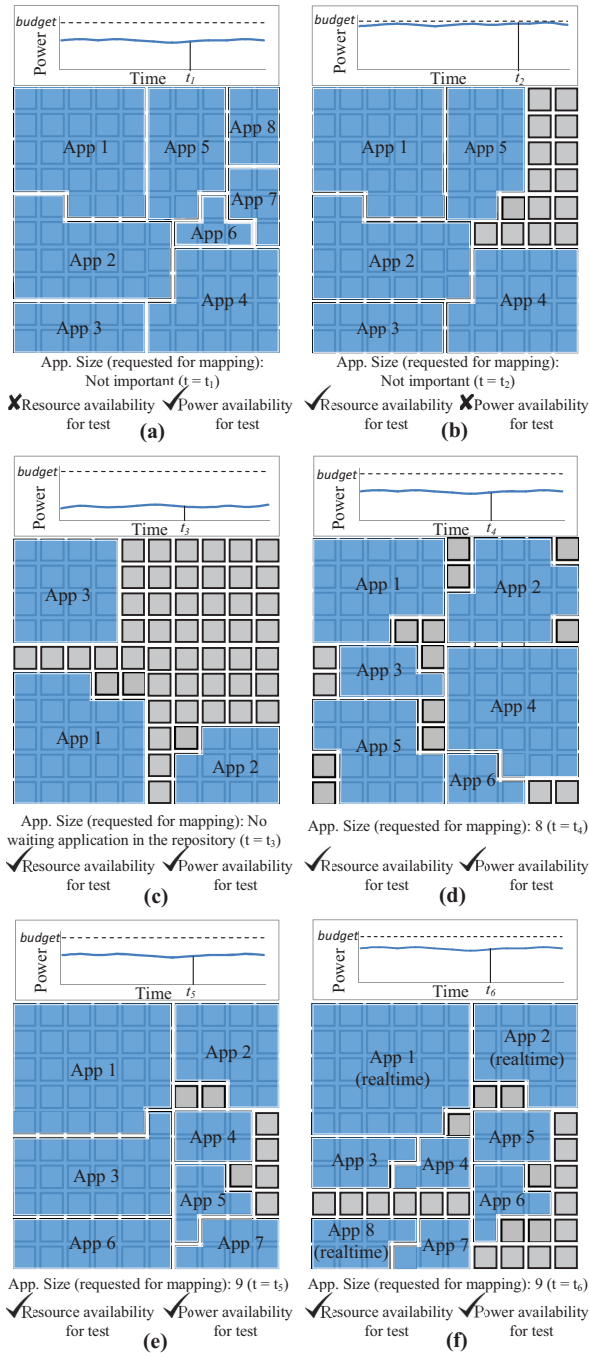 budget
budget
Power
Power
Time
t1
Time
t2
App 1
App 5
App 8
App 7
App 6
App 2
App 4
App 3
App 1
App 5
App 2
App 4
App 3
App. Size (requested for mapping):
Not important (t = t1)
✘Resource availability for test
✓Power availability for test
(a)
App. Size (requested for mapping):
Not important (t = t2)
✓Resource availability for test
✘Power availability for test
(b)
budget
budget
Power
Power
Time
t3
Time
t4
App 3
App 1
App 2
App 1
App 2
App 3
App 4
App 5
App 6
App. Size (requested for mapping): No
waiting application in the repository (t = t3)
✓Resource availability for test
✓Power availability for test
(c)
App. Size (requested for mapping): 8 (t = t4)
✓Resource availability for test
✓Power availability for test
(d)
budget
budget
Power
Power
Time
t5
Time
t6
App 1
App 2
App 4
App 3
App 5
App 6
App 7
App 1
(realtime)
App 2
(realtime)
App 5
App 3
App 4
App 6
App 8
(realtime)
App 7
App. Size (requested for mapping): 9 (t = t5)
✓Resource availability for test
✓Power availability for test
(e)
App. Size (requested for mapping): 9 (t = t6)
✓Resource availability for test
✓Power availability for test
(f)